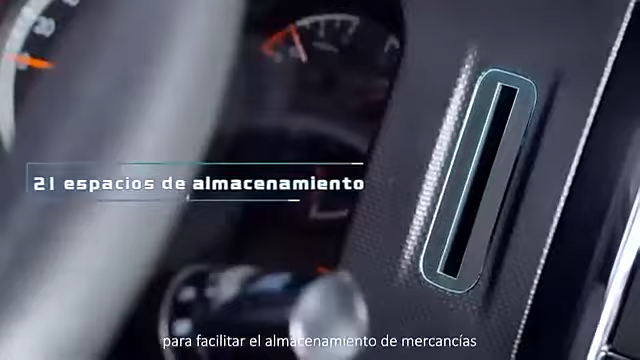 21 espacios de almacenamiento
para facilitar el almacenamiento de mercancías